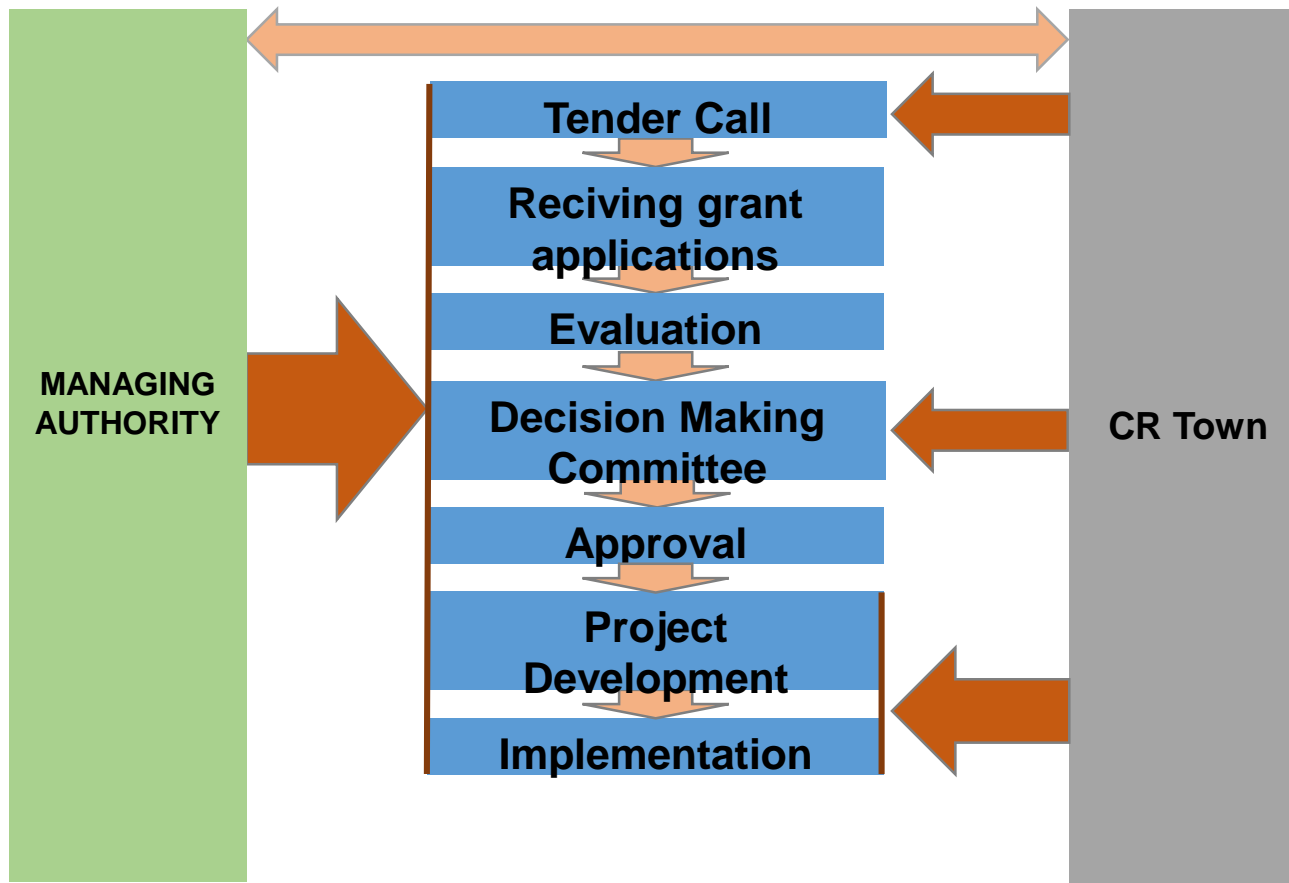 Tender Call
Reciving grant
applications
Evaluation
MANAGING
AUTHORITY
Decision Making
Committee
CR Town
Approval
Project
Development
Implementation